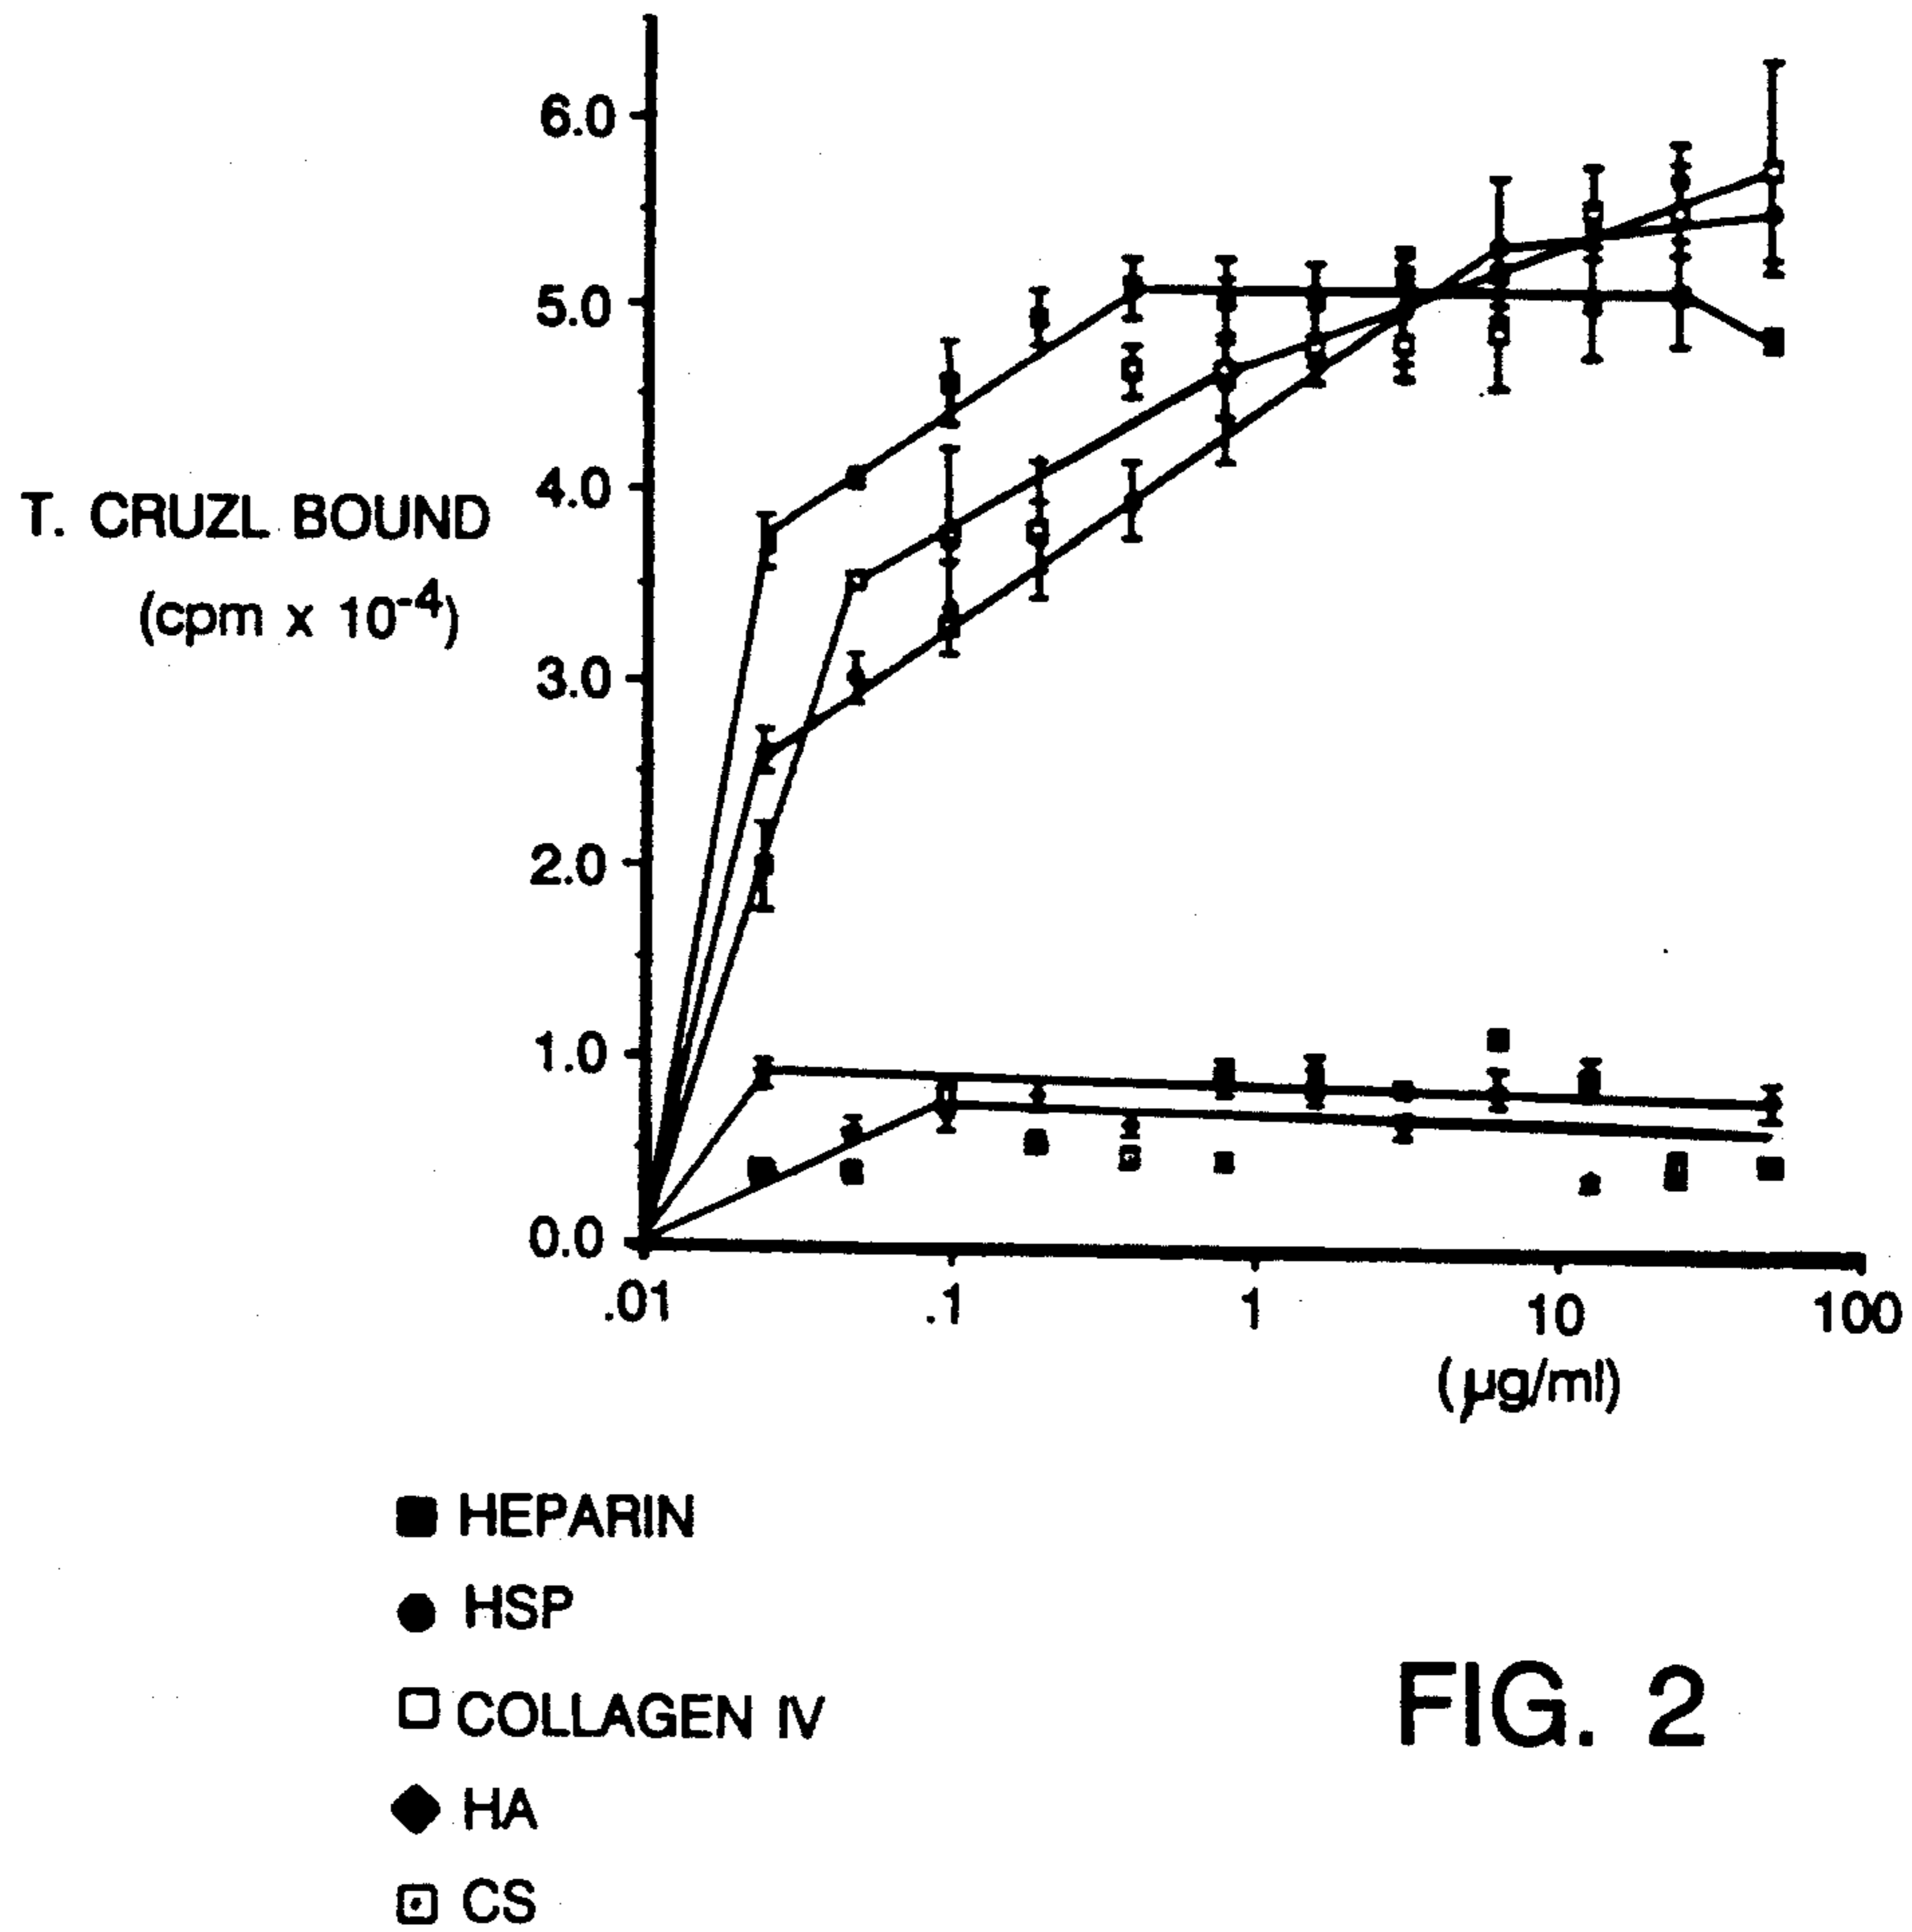 6.0
5.0
4.0
T. CRUZL BOUND
(cpm x 10-4)
3.0
2.0
1.0
0.0
.01 .1 1 10 100
(µg/ml)
HEPARIN
HSP
COLLAGEN IV
HA
CS
FIG. 2